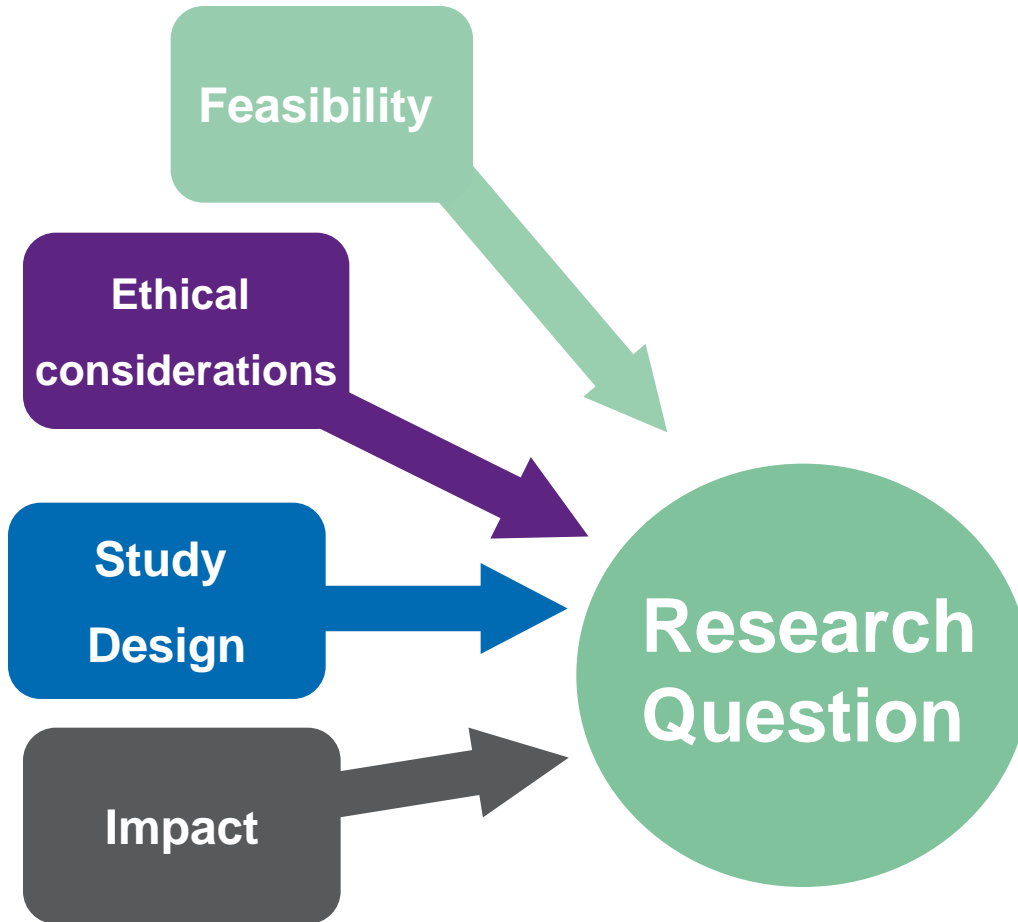 Feasibility
Ethical
considerations
Study
Design
Impact
Research
Question